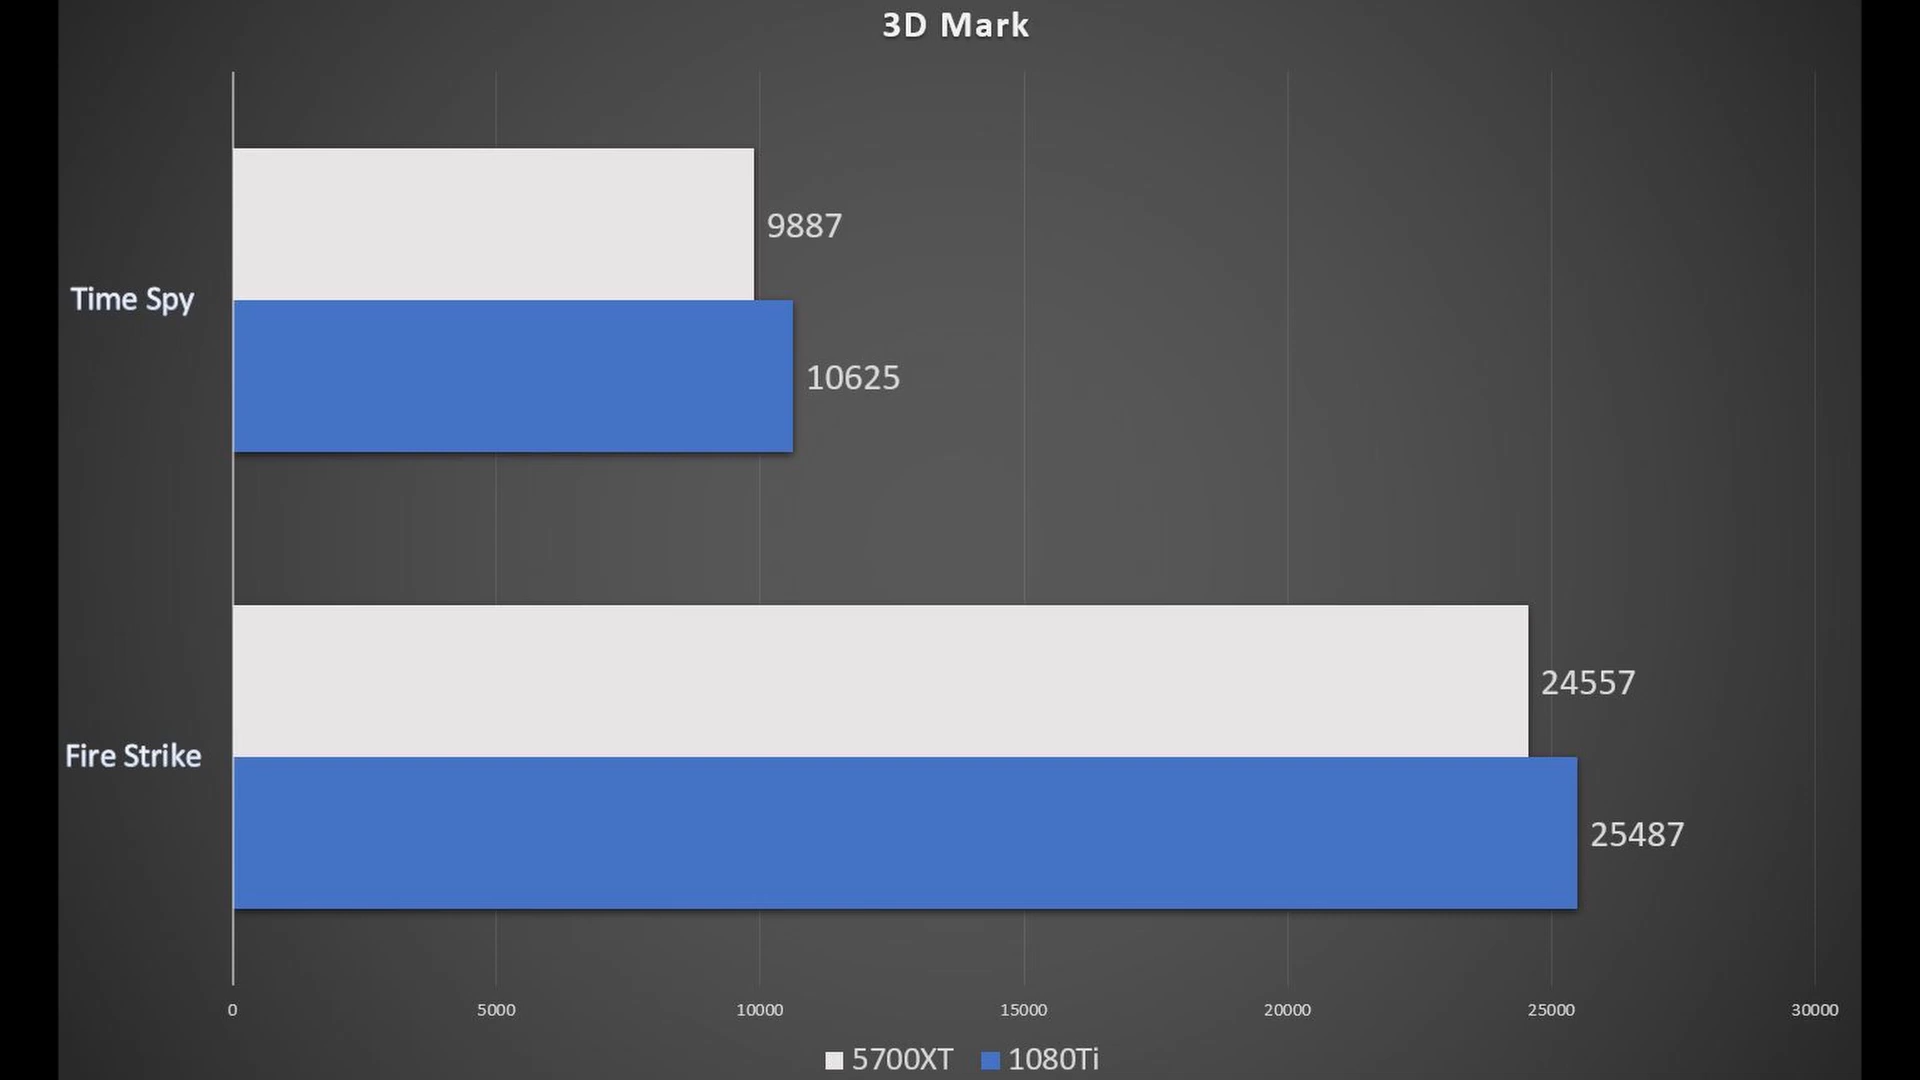 3D Mark
Time Spy
9887
10625
Fire Strike
24557
25487
0 5000 10000 15000 20000 25000 30000
5700XT 1080Ti